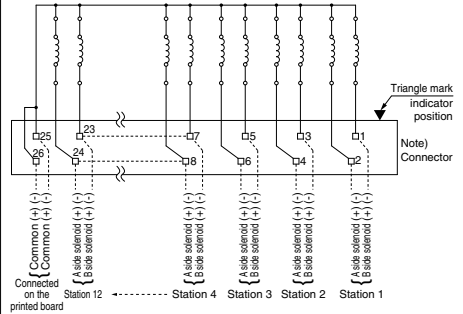 Triangle mark
indicator
position
Note)
Connector
25
23
7
5
3
1
26
24
8
6
4
2
Common (+) (-)
Common (+) (-)
A side solenoid (+) (-)
B side solenoid (+) (-)
A side solenoid (+) (-)
B side solenoid (+) (-)
A side solenoid (+) (-)
B side solenoid (+) (-)
A side solenoid (+) (-)
B side solenoid (+) (-)
A side solenoid (+) (-)
B side solenoid (+) (-)
Connected
on the
printed board
Station 12
Station 4
Station 3
Station 2
Station 1